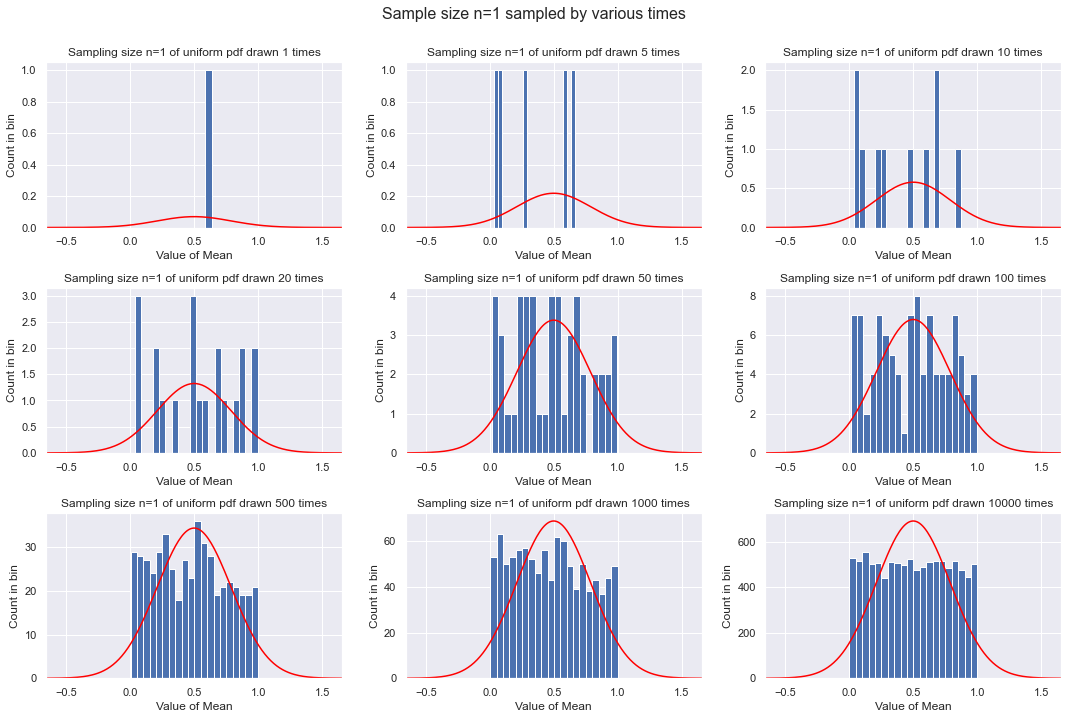 Sample size n=1 sampled by various times
Sampling size n=1 of uniform pdf drawn 1 times
Count in bin
1.0
0.8
0.6
0.4
0.2
0.0
−0.5 0.0 0.5 1.0 1.5
Value of Mean
Sampling size n=1 of uniform pdf drawn 5 times
Count in bin
1.0
0.8
0.6
0.4
0.2
0.0
−0.5 0.0 0.5 1.0 1.5
Value of Mean
Sampling size n=1 of uniform pdf drawn 10 times
Count in bin
2.0
1.5
1.0
0.5
0.0
−0.5 0.0 0.5 1.0 1.5
Value of Mean
Sampling size n=1 of uniform pdf drawn 20 times
Count in bin
3.0
2.5
2.0
1.5
1.0
0.5
0.0
−0.5 0.0 0.5 1.0 1.5
Value of Mean
Sampling size n=1 of uniform pdf drawn 50 times
Count in bin
4
3
2
1
0
−0.5 0.0 0.5 1.0 1.5
Value of Mean
Sampling size n=1 of uniform pdf drawn 100 times
Count in bin
8
6
4
2
0
−0.5 0.0 0.5 1.0 1.5
Value of Mean
Sampling size n=1 of uniform pdf drawn 500 times
Count in bin
30
20
10
0
−0.5 0.0 0.5 1.0 1.5
Value of Mean
Sampling size n=1 of uniform pdf drawn 1000 times
Count in bin
60
40
20
0
−0.5 0.0 0.5 1.0 1.5
Value of Mean
Sampling size n=1 of uniform pdf drawn 10000 times
Count in bin
600
400
200
0
−0.5 0.0 0.5 1.0 1.5
Value of Mean